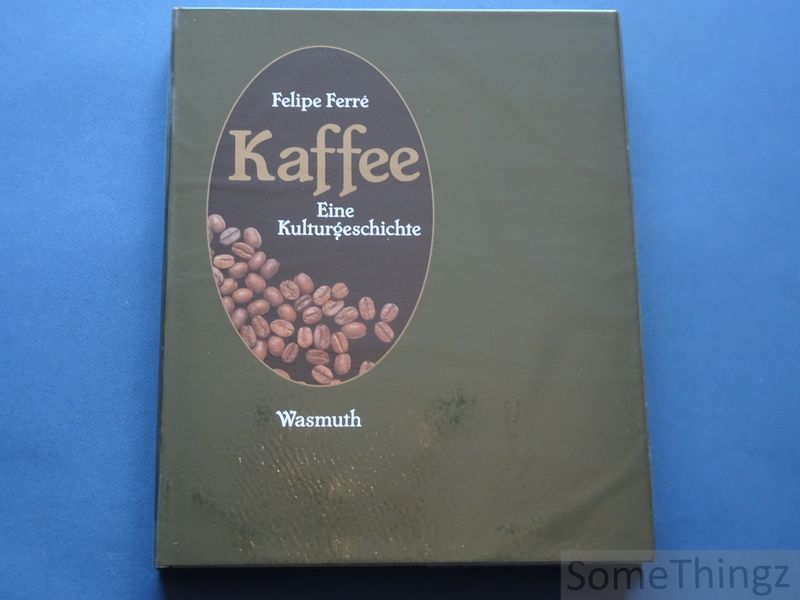 Felipe Ferré
Kaffee
Eine
Kulturgeschichte
Wasmuth
SomeThingz